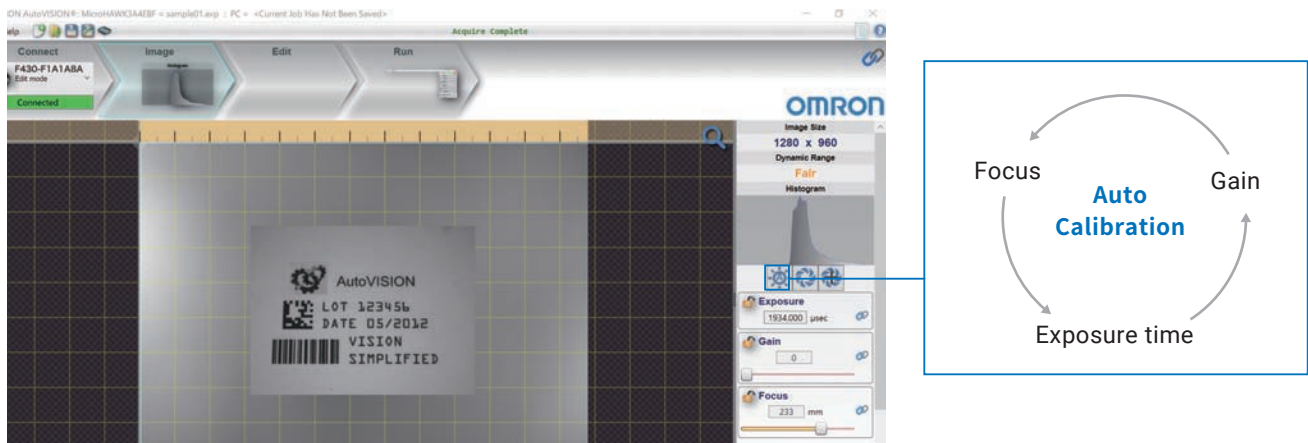 ON AutoVISION®: MicroHAWK3A4EBF = sample01.avp :: PC = <Current Job Has Not Been Saved>
elp
Acquire Complete
Connect
Image
Edit
Run
F430-F1A1A8A
Edit mode
Histogram
Connected
OMRON
Image Size
1280 x 960
Dynamic Range
Fair
Histogram
AutoVISION
LOT 123456
DATE 05/2012
VISION
SIMPLIFIED
Exposure
1934.000 µsec
Gain
0
Focus
233 mm
Focus
Gain
Auto
Calibration
Exposure time